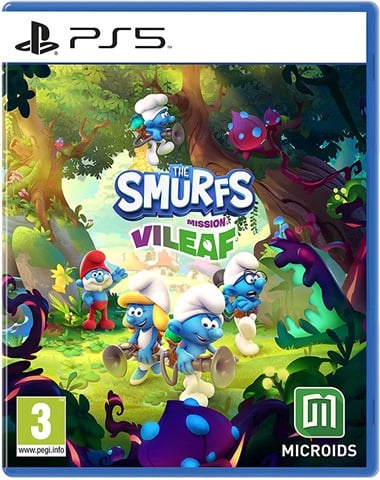 PS5
THE
SMURFS
MISSION
VILEAF
3
www.pegi.info
M
MICROIDS